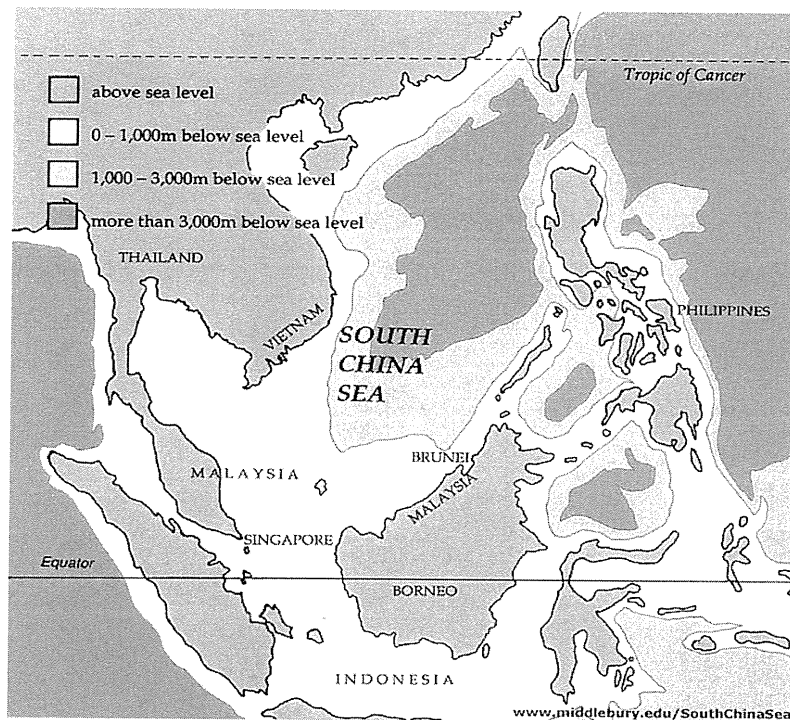 Tropic of Cancer
above sea level
0 – 1,000m below sea level
1,000 – 3,000m below sea level
more than 3,000m below sea level
THAILAND
VIETNAM
PHILIPPINES
SOUTH
CHINA
SEA
BRUNEI
MALAYSIA
MALAYSIA
SINGAPORE
Equator
BORNEO
INDONESIA
www.middlebury.edu/SouthChinaSea